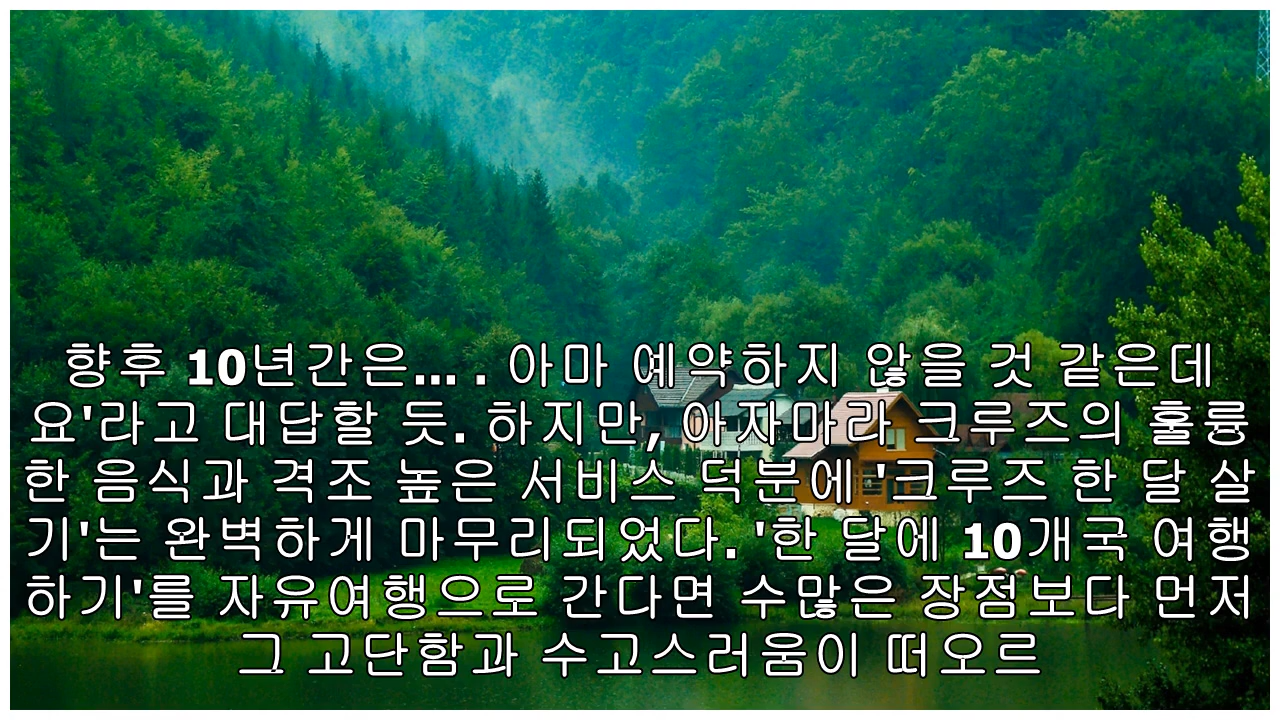 향후 10년간은... . 아마 예약하지 않을 것 같은데
요'라고 대답할 듯. 하지만, 아자마라 크루즈의 훌륭
한 음식과 격조 높은 서비스 덕분에 '크루즈 한 달 살
기'는 완벽하게 마무리되었다. '한 달에 10개국 여행
하기'를 자유여행으로 간다면 수많은 장점보다 먼저
그 고단함과 수고스러움이 떠오르